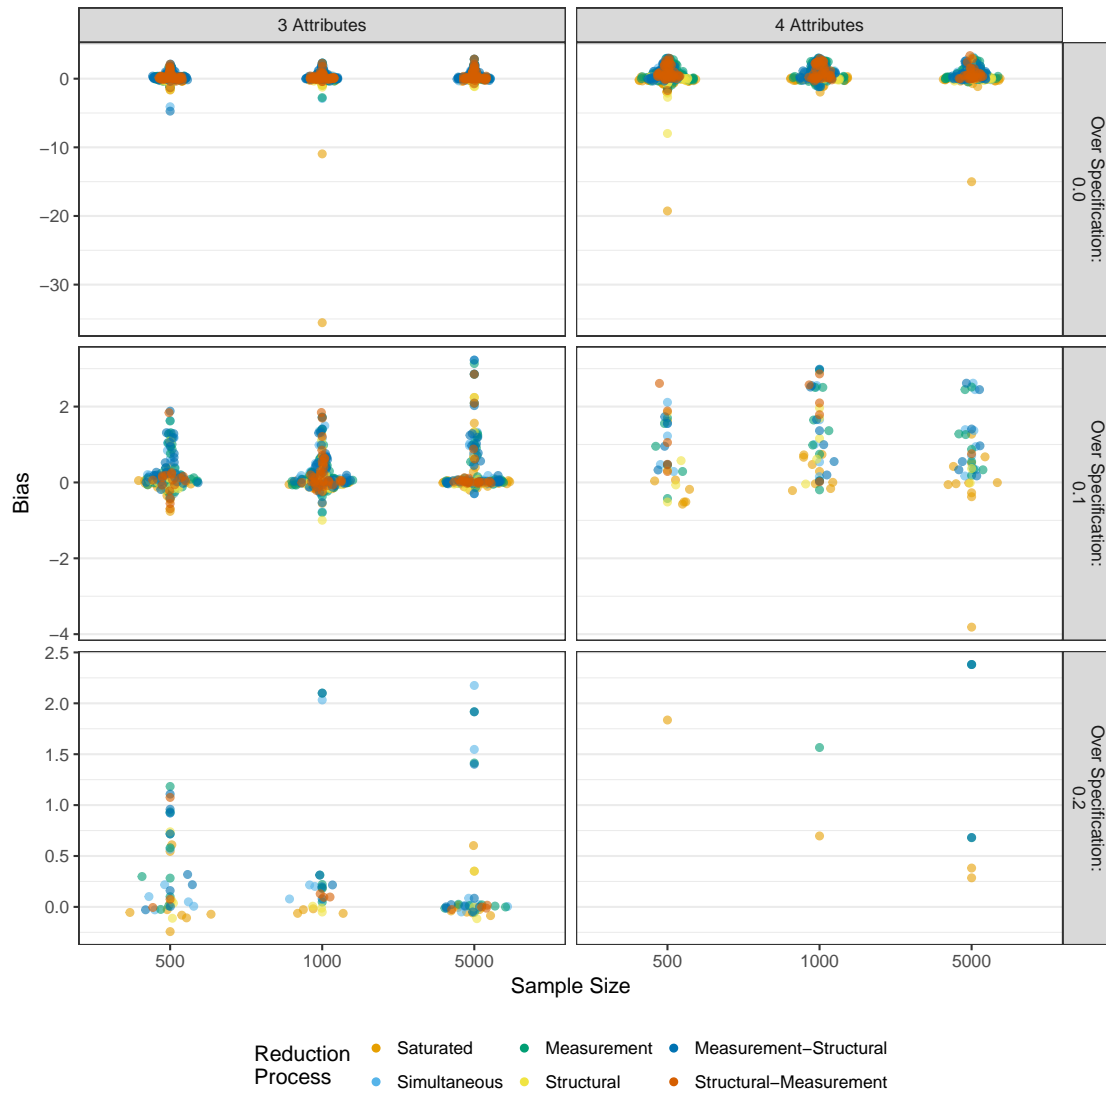 3 Attributes
4 Attributes
0
−10
−20
−30
Over Specification:
0.0
2
0
−2
−4
Over Specification:
0.1
2.5
2.0
1.5
1.0
0.5
0.0
Over Specification:
0.2
Bias
500
1000
5000
500
1000
5000
Sample Size
Reduction
Process
Saturated
Measurement
Measurement−Structural
Simultaneous
Structural
Structural−Measurement